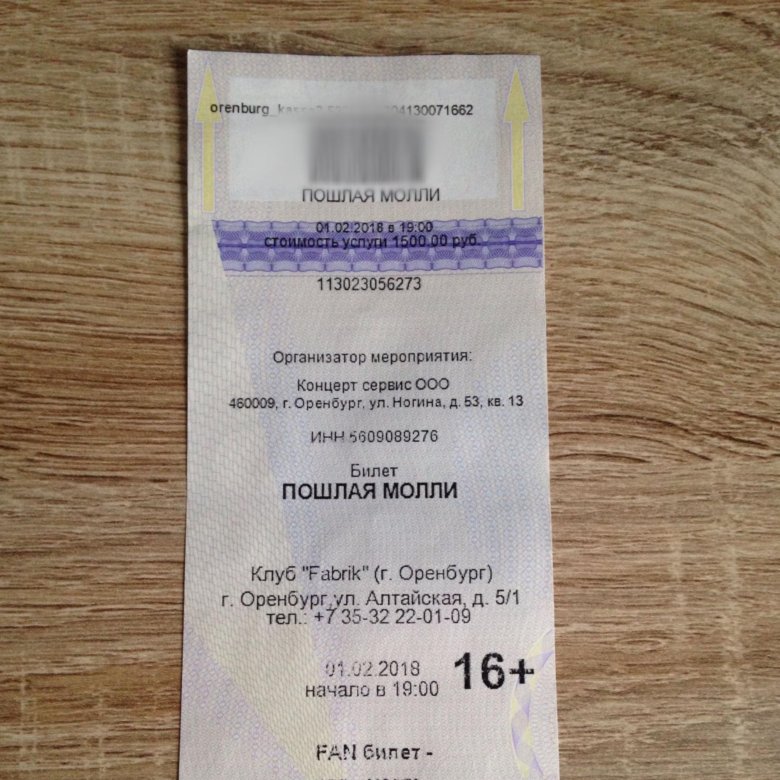 orenburg_ 04130071662
ПОШЛАЯ МОЛЛИ
01.02.2018 в 19:00
стоимость услуги 1500.00 руб.
113023056273
Организатор мероприятия:
Концерт сервис ООО
460009, г. Оренбург, ул. Ногина, д. 53, кв. 13
ИНН 5609089276
Билет
ПОШЛАЯ МОЛЛИ
Клуб "Fabrik" (г. Оренбург)
г. Оренбург,ул. Алтайская, д. 5/1
тел.: +7 35-32 22-01-09
01.02.2018
16+
начало в 19:00
FAN билет -